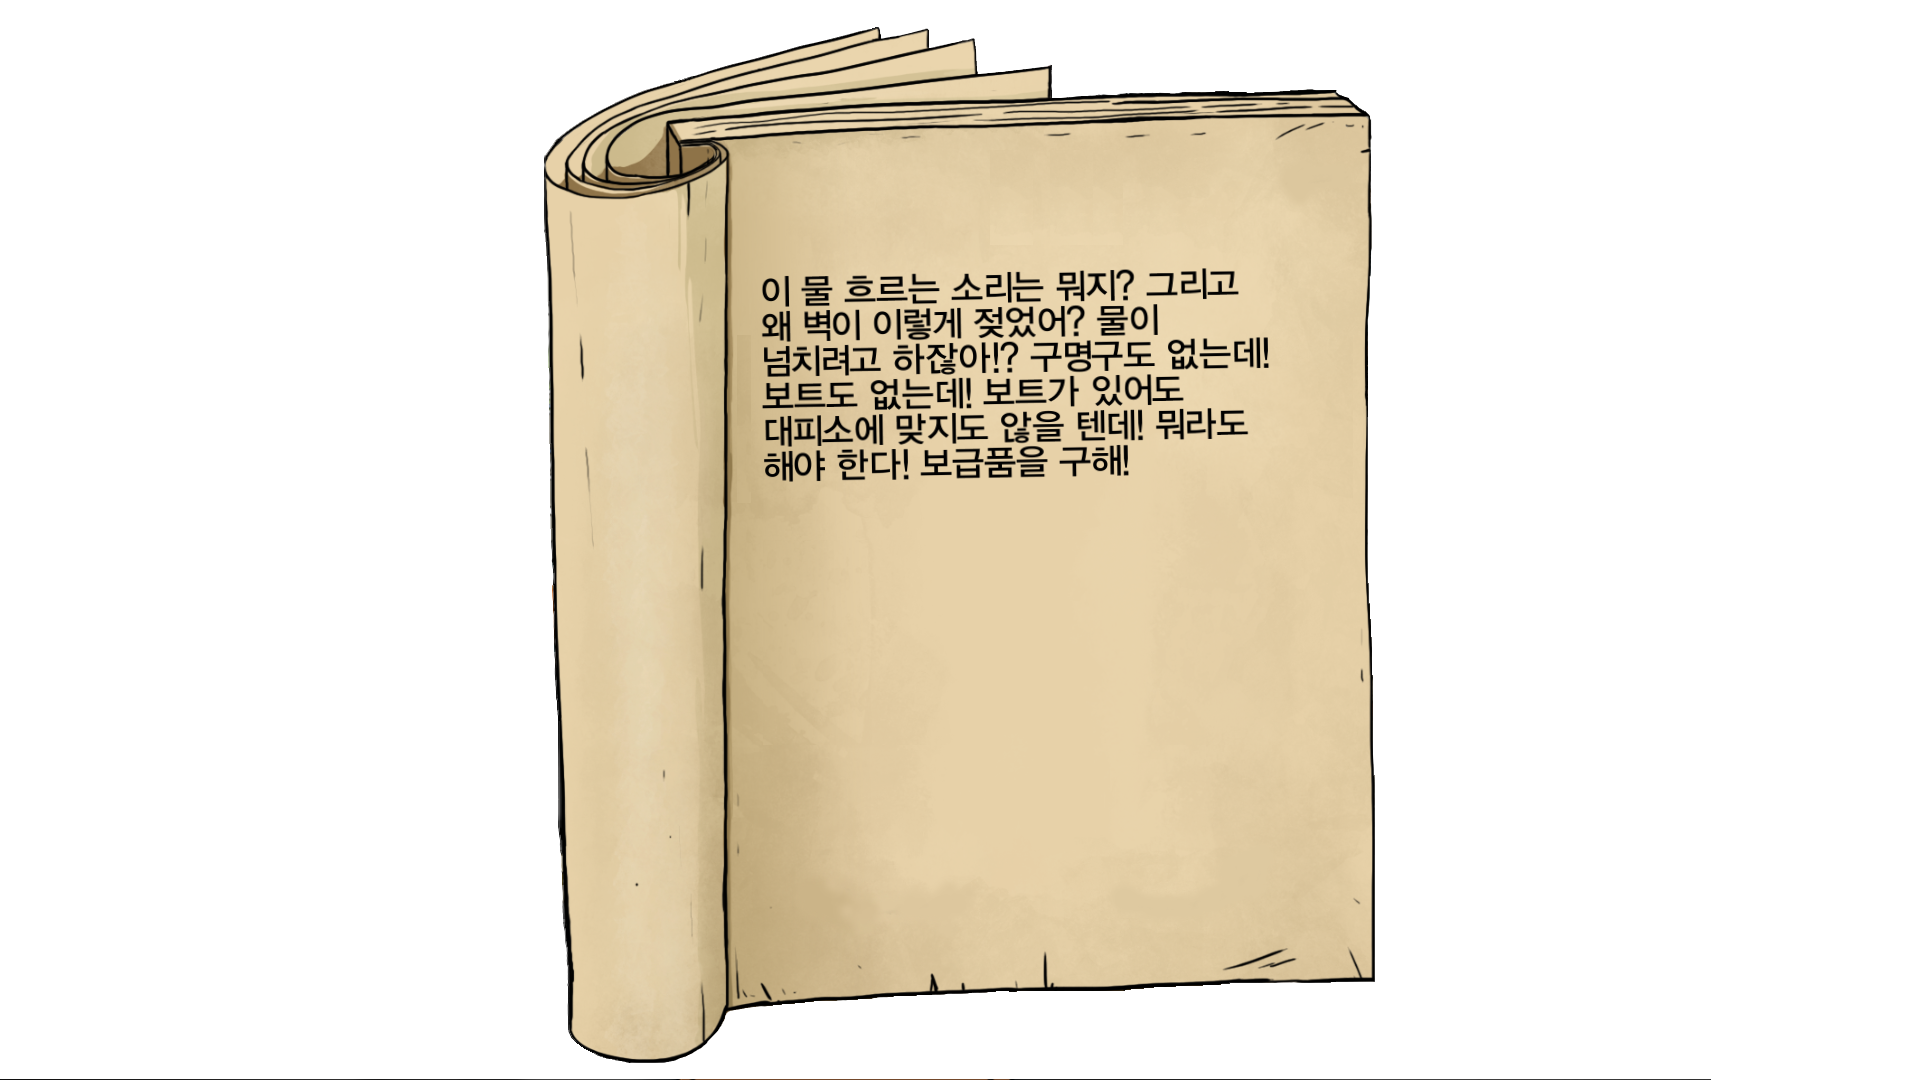 이 물 흐르는 소리는 뭐지? 그리고
왜 벽이 이렇게 젖었어? 물이
넘치려고 하잖아!? 구명구도 없는데!
보트도 없는데! 보트가 있어도
대피소에 맞지도 않을 텐데! 뭐라도
해야 한다! 보급품을 구해!